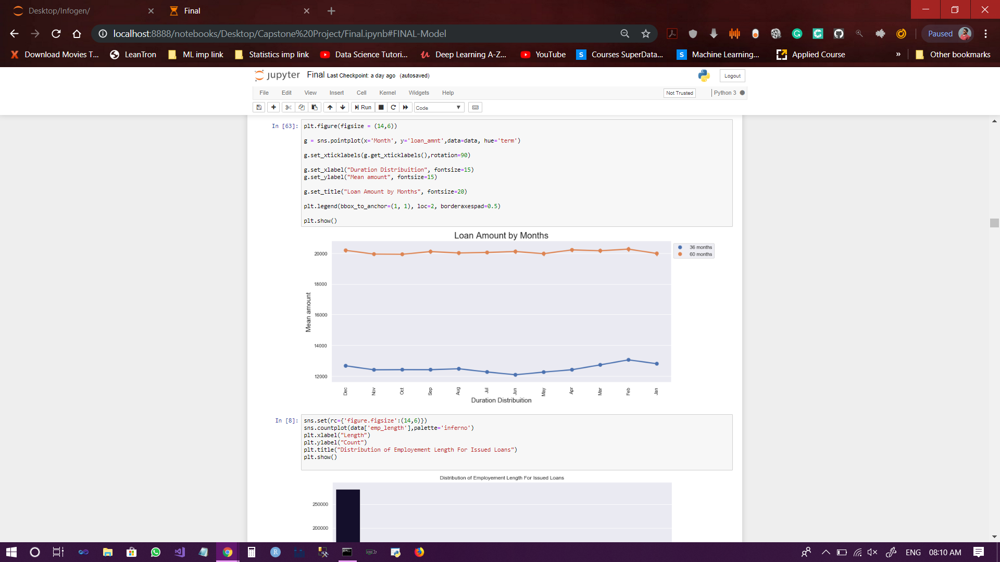 Desktop/Infogen/
Final
localhost:8888/notebooks/Desktop/Capstone%20Project/Final.ipynb#FINAL-Model
Paused
Download Movies T...
LeanTron
ML imp link
Statistics imp link
Data Science Tutori...
Deep Learning A-Z...
YouTube
Courses SuperData...
Machine Learning...
Applied Course
»
Other bookmarks
jupyter Final Last Checkpoint: a day ago (autosaved)
Logout
File Edit View Insert Cell Kernel Widgets Help
Not Trusted
Python 3
Run
Code
In [63]:
plt.figure(figsize = (14,6))
g = sns.pointplot(x='Month', y='loan_amnt',data=data, hue='term')
g.set_xticklabels(g.get_xticklabels(),rotation=90)
g.set_xlabel("Duration Distribuition", fontsize=15)
g.set_ylabel("Mean amount", fontsize=15)
g.set_title("Loan Amount by Months", fontsize=20)
plt.legend(bbox_to_anchor=(1, 1), loc=2, borderaxespad=0.5)
plt.show()
Loan Amount by Months
36 months
60 months
20000
18000
16000
14000
12000
Mean amount
Dec Nov Oct Sep Aug Jul Jun May Apr Mar Feb Jan
Duration Distribuition
In [8]:
sns.set(rc={'figure.figsize':(14,6)})
sns.countplot(data['emp_length'],palette='inferno')
plt.xlabel("Length")
plt.ylabel("Count")
plt.title("Distribution of Employement Length For Issued Loans")
plt.show()
Distribution of Employement Length For Issued Loans
250000
200000
ENG
08:10 AM